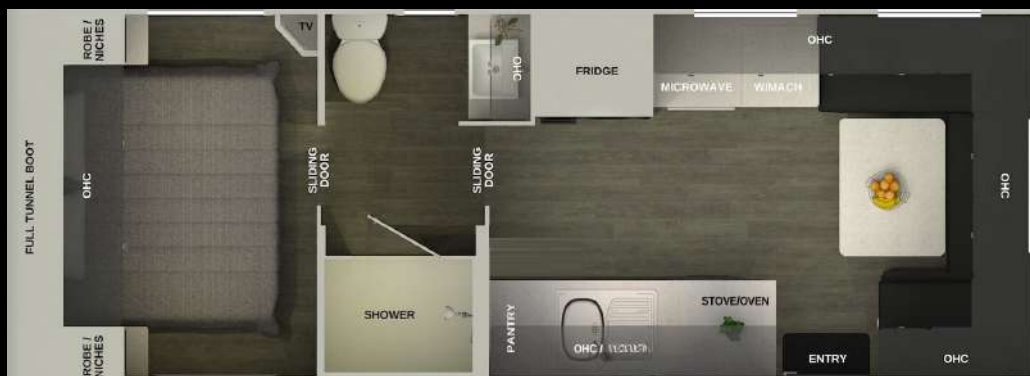 ROBE /
NICHES
TV
OHC
FRIDGE
MICROWAVE
W/MACH
OHC
FULL TUNNEL BOOT
OHC
SLIDING
DOOR
SLIDING
DOOR
OHC
SHOWER
PANTRY
STOVE/OVEN
OHC /
ROBE /
NICHES
ENTRY
OHC